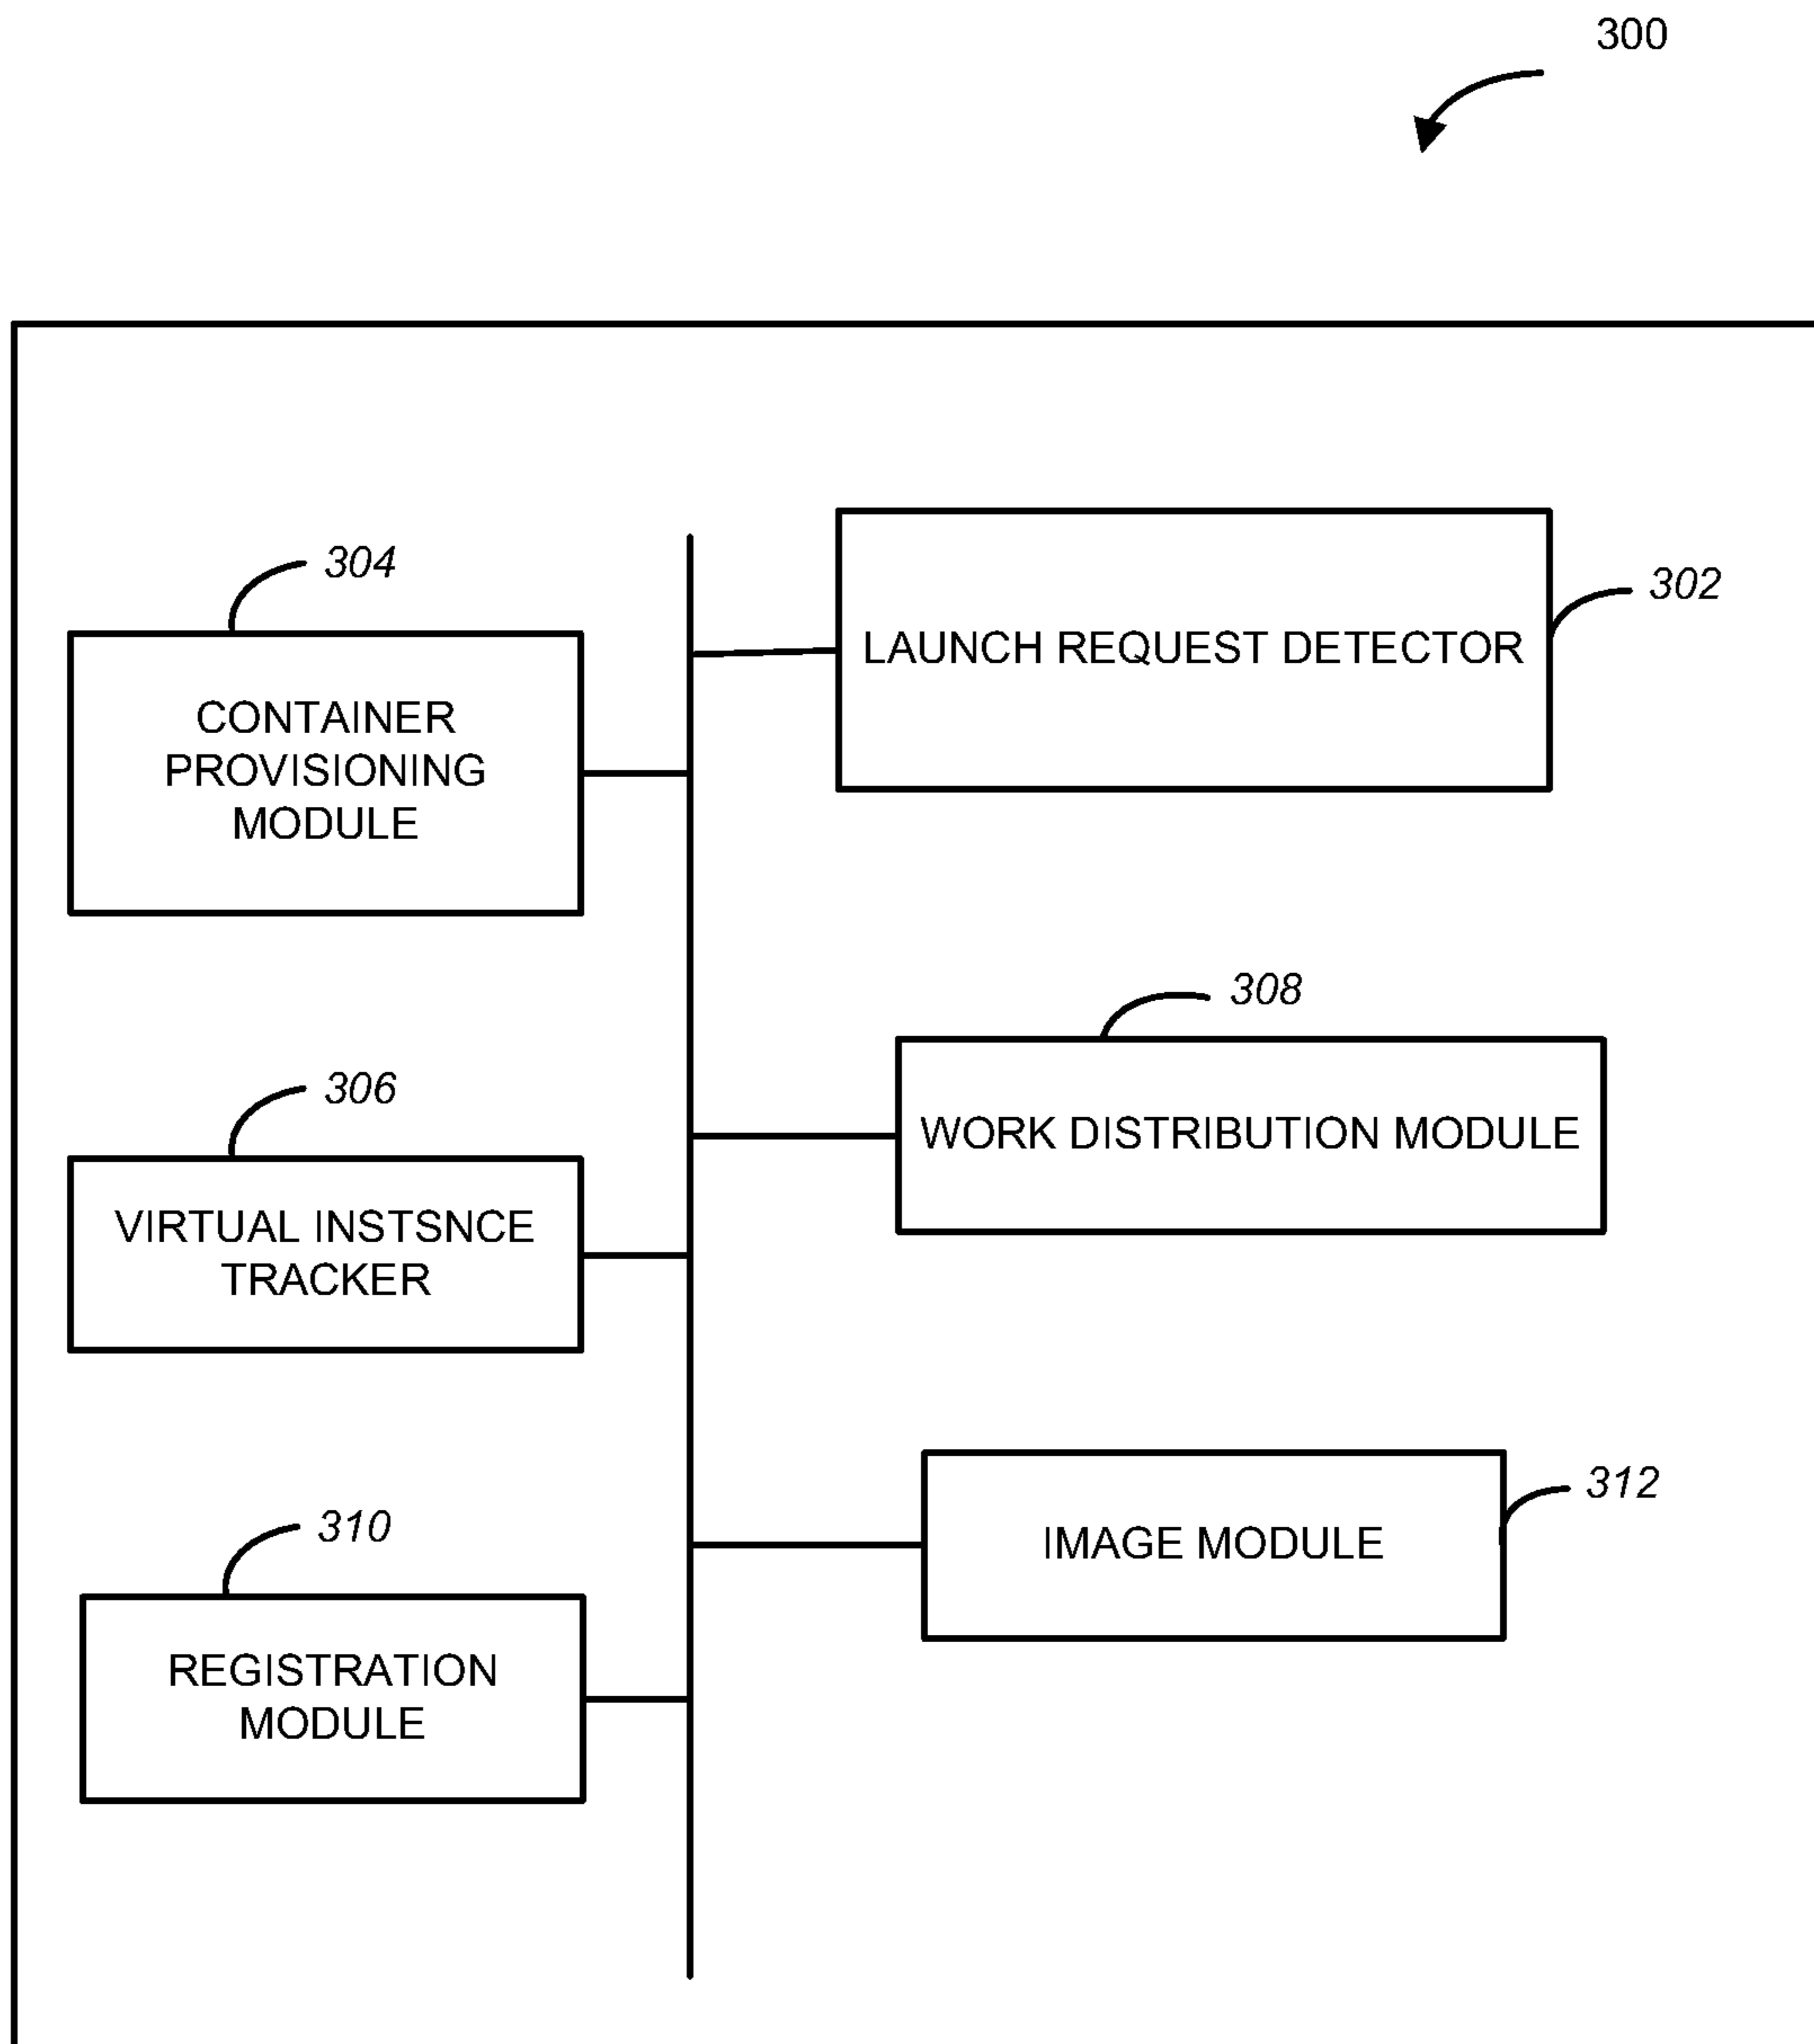 300
304
302
LAUNCH REQUEST DETECTOR
CONTAINER
PROVISIONING
MODULE
308
306
WORK DISTRIBUTION MODULE
VIRTUAL INSTSNCE
TRACKER
312
310
IMAGE MODULE
REGISTRATION
MODULE